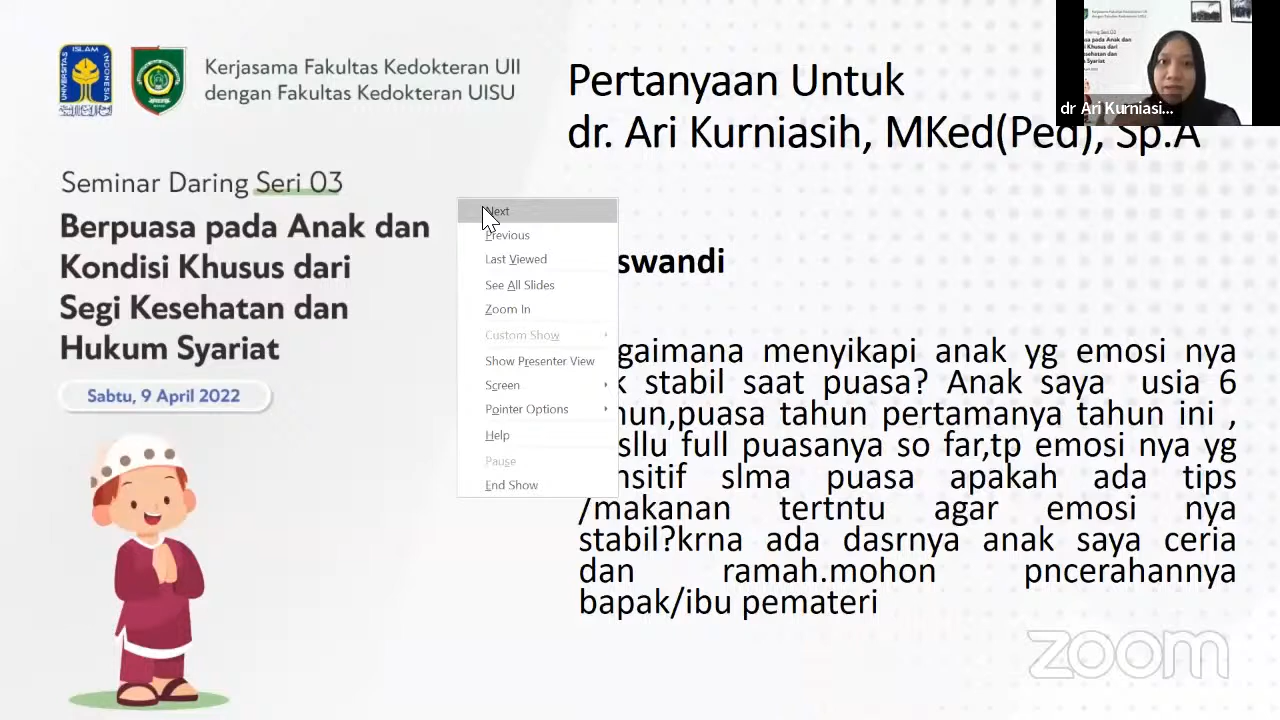 UNIVERSITAS ISLAM INDONESIA
Kerjasama Fakultas Kedokteran UII
dengan Fakultas Kedokteran UISU
Seminar Daring Seri 03
Berpuasa pada Anak dan
Kondisi Khusus dari
Segi Kesehatan dan
Hukum Syariat
Sabtu, 9 April 2022
Pertanyaan Untuk
dr. Ari Kurniasih, MKed(Ped), Sp.A
dr Ari Kurniasi...
Next
Previous
Last Viewed
See All Slides
Zoom In
Custom Show
Show Presenter View
Screen
Pointer Options
Help
Pause
End Show
swandi
gaimana menyikapi anak yg emosi nya
k stabil saat puasa? Anak saya usia 6
hun,puasa tahun pertamanya tahun ini ,
sllu full puasanya so far,tp emosi nya yg
nsitif slma puasa apakah ada tips
/makanan tertntu agar emosi nya
stabil?krna ada dasrnya anak saya ceria
dan ramah.mohon pncerahannya
bapak/ibu pemateri
zoom